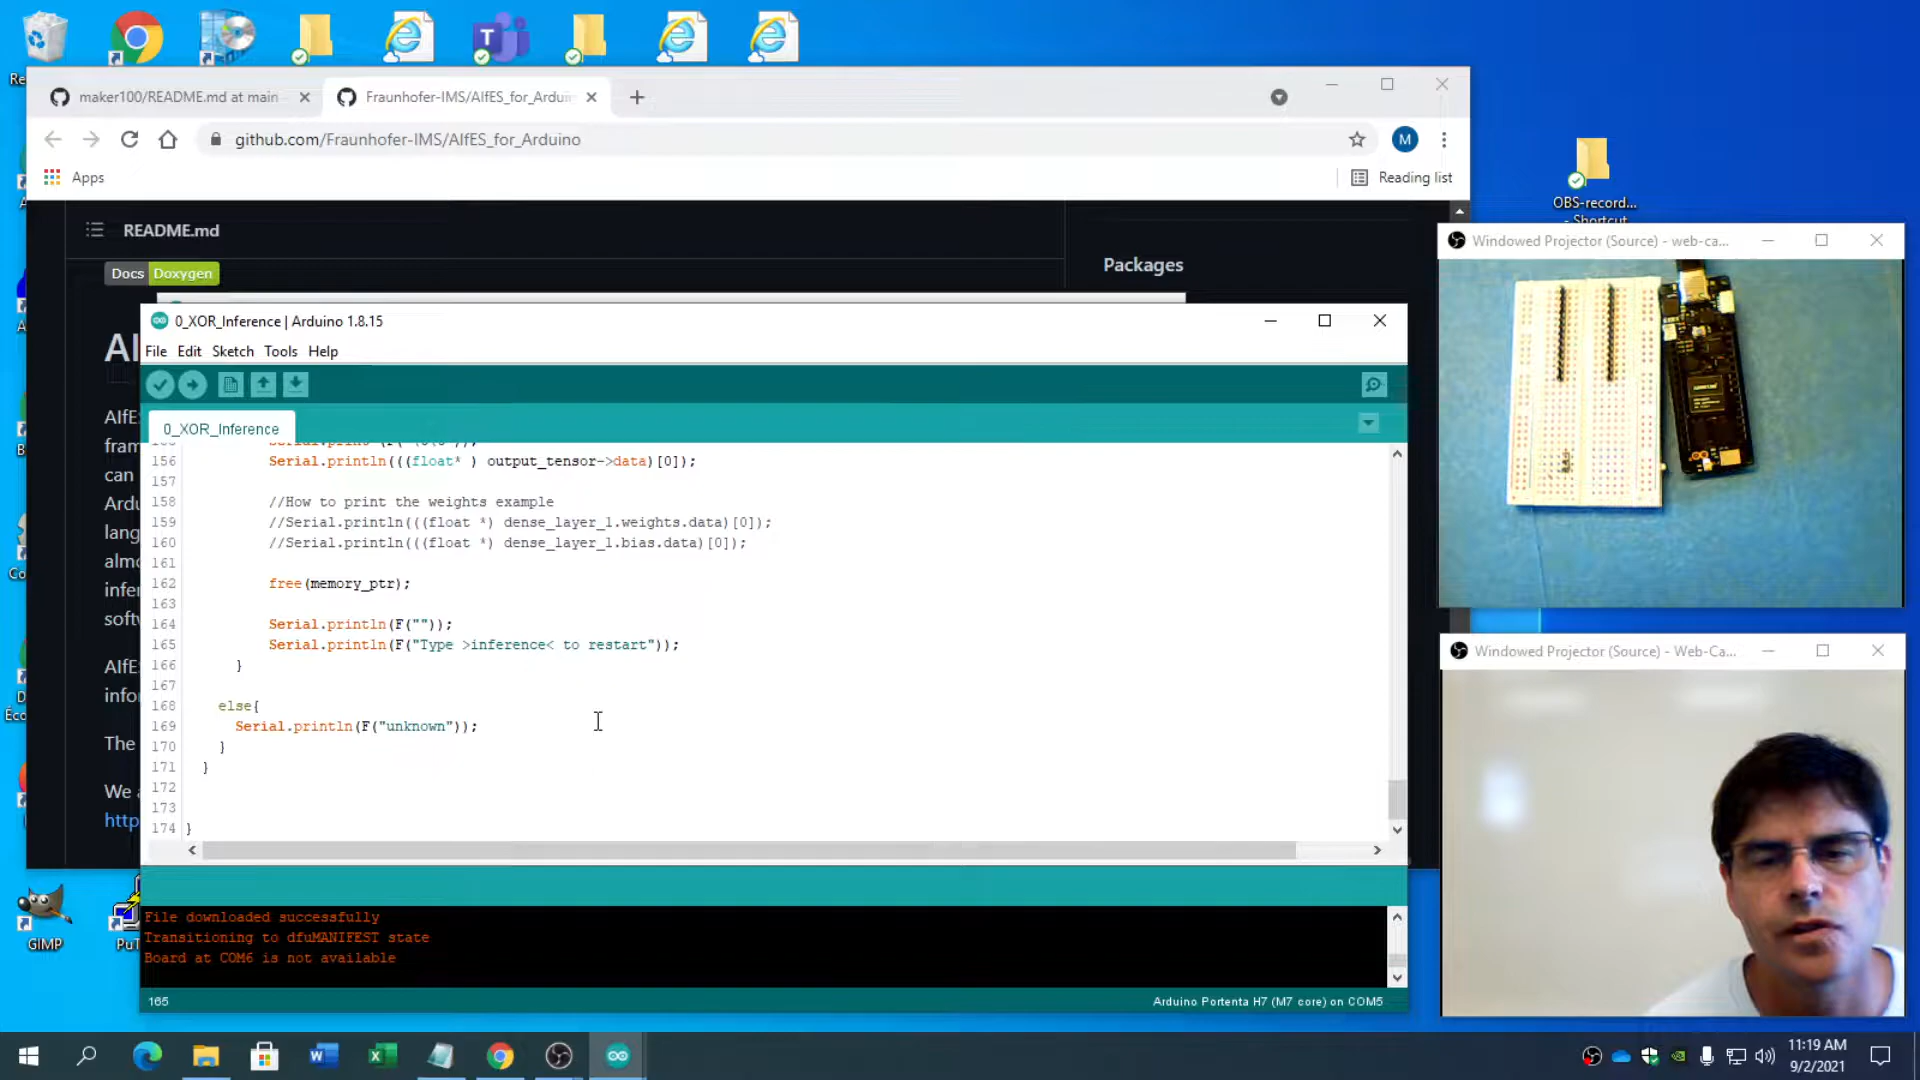 maker100/README.md at main
Fraunhofer-IMS/AIfES_for_Arduin
github.com/Fraunhofer-IMS/AIfES_for_Arduino
M
Apps
Reading list
README.md
Docs Doxygen
Packages
OBS-record...
- Shortcut
Windowed Projector (Source) - web-ca...
0_XOR_Inference | Arduino 1.8.15
File Edit Sketch Tools Help
0_XOR_Inference
156 Serial.println(((float* ) output_tensor->data)[0]);
157
158 //How to print the weights example
159 //Serial.println(((float *) dense_layer_1.weights.data)[0]);
160 //Serial.println(((float *) dense_layer_1.bias.data)[0]);
161
162 free(memory_ptr);
163
164 Serial.println(F(""));
165 Serial.println(F("Type >inference< to restart"));
166 }
167
168 else{
169 Serial.println(F("unknown"));
170 }
171 }
172
173
174 }
AIfE
fram
can
Ardu
lang
almo
infer
softw
AIfE
infor
The
We a
http
Windowed Projector (Source) - Web-Ca...
File downloaded successfully
Transitioning to dfuMANIFEST state
Board at COM6 is not available
165
Arduino Portenta H7 (M7 core) on COM5
GIMP
PuT
11:19 AM
9/2/2021